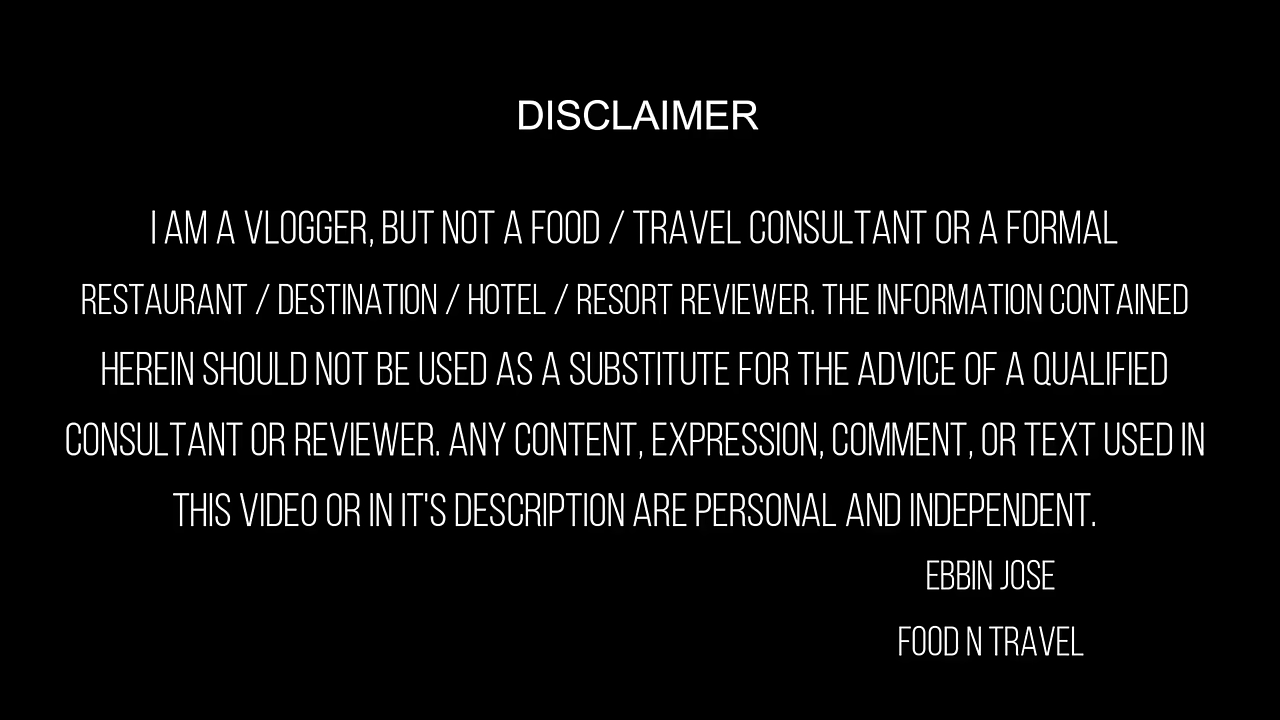 DISCLAIMER
I AM A VLOGGER, BUT NOT A FOOD / TRAVEL CONSULTANT OR A FORMAL
RESTAURANT / DESTINATION / HOTEL / RESORT REVIEWER. THE INFORMATION CONTAINED
HEREIN SHOULD NOT BE USED AS A SUBSTITUTE FOR THE ADVICE OF A QUALIFIED
CONSULTANT OR REVIEWER. ANY CONTENT, EXPRESSION, COMMENT, OR TEXT USED IN
THIS VIDEO OR IN IT'S DESCRIPTION ARE PERSONAL AND INDEPENDENT.
EBBIN JOSE
FOOD N TRAVEL